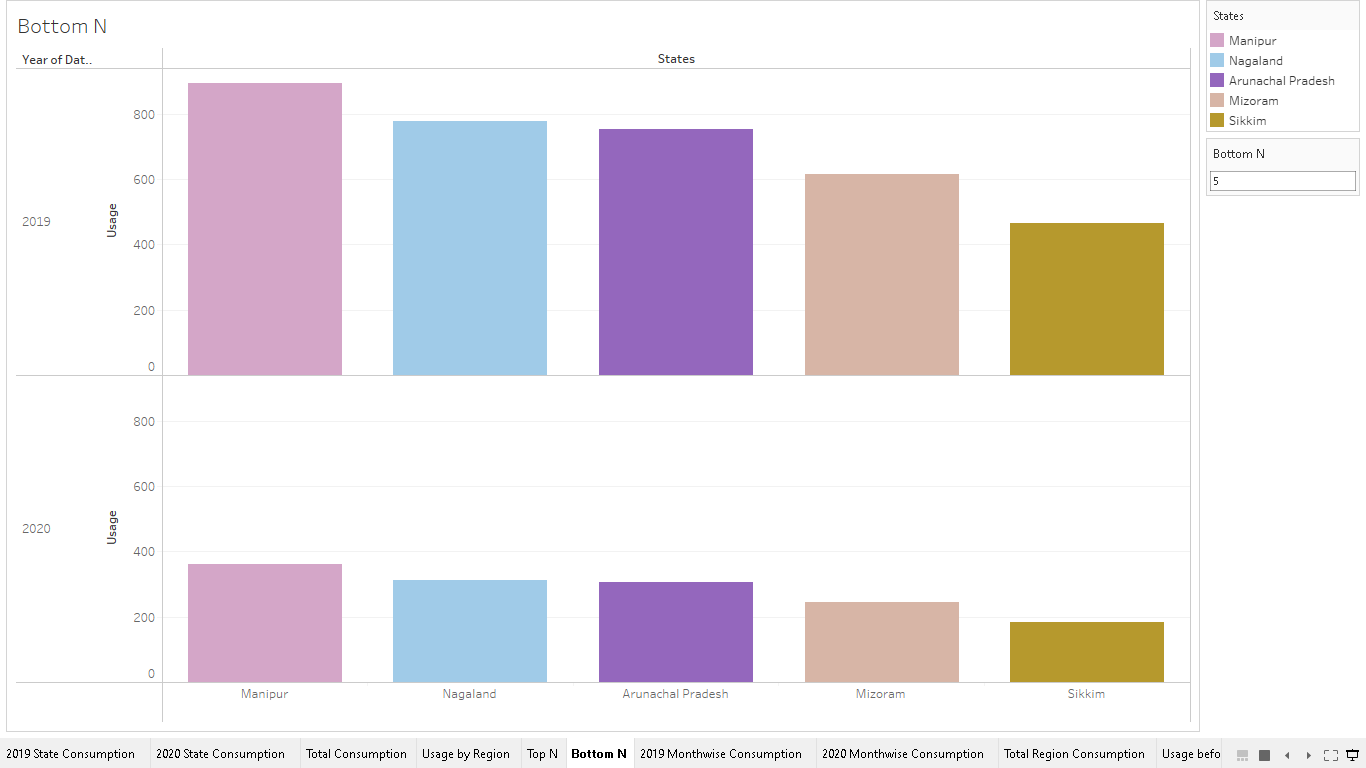 Bottom N
Year of Dat..
States
800
600
400
200
0
Usage
2019
800
600
400
200
0
Usage
2020
Manipur
Nagaland
Arunachal Pradesh
Mizoram
Sikkim
States
Manipur
Nagaland
Arunachal Pradesh
Mizoram
Sikkim
Bottom N
5
2019 State Consumption
2020 State Consumption
Total Consumption
Usage by Region
Top N
Bottom N
2019 Monthwise Consumption
2020 Monthwise Consumption
Total Region Consumption
Usage befo